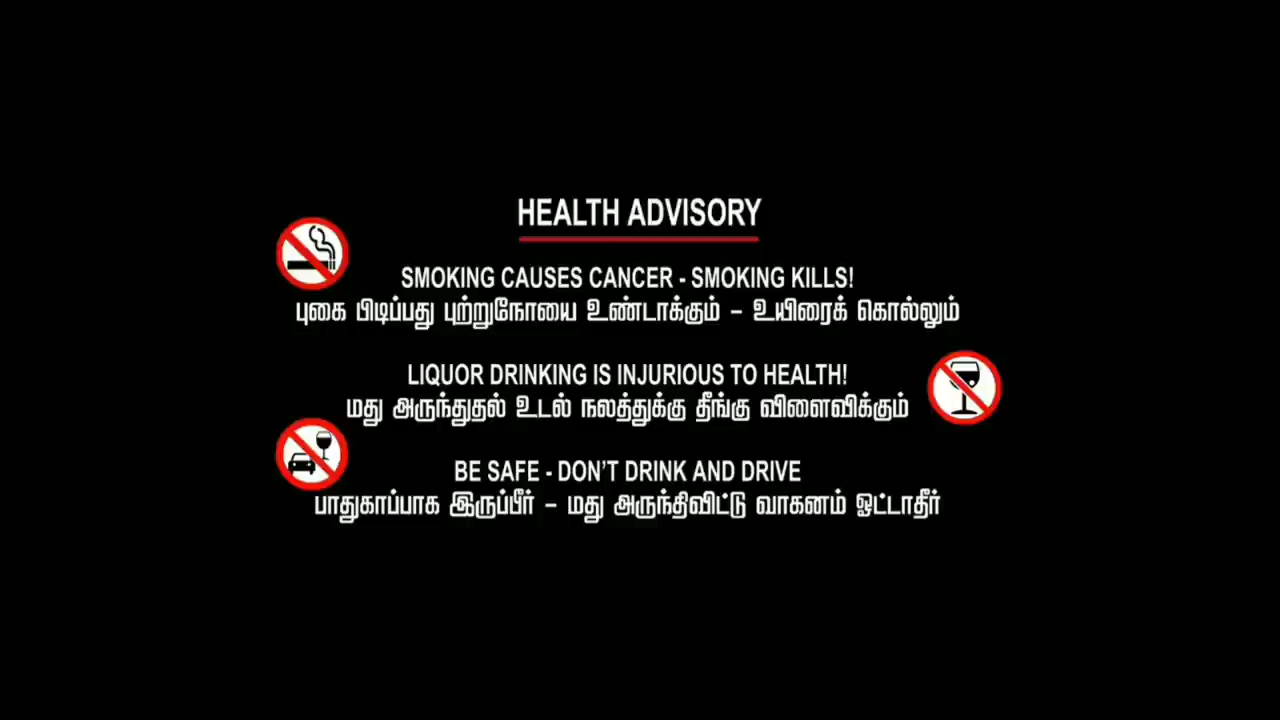 HEALTH ADVISORY
SMOKING CAUSES CANCER - SMOKING KILLS!
புகை பிடிப்பது புற்றுநோயை உண்டாக்கும் – உயிரைக் கொல்லும்
LIQUOR DRINKING IS INJURIOUS TO HEALTH!
மது அருந்துதல் உடல் நலத்துக்கு தீங்கு விளைவிக்கும்
BE SAFE - DON'T DRINK AND DRIVE
பாதுகாப்பாக இருப்பீர் – மது அருந்திவிட்டு வாகனம் ஓட்டாதீர்